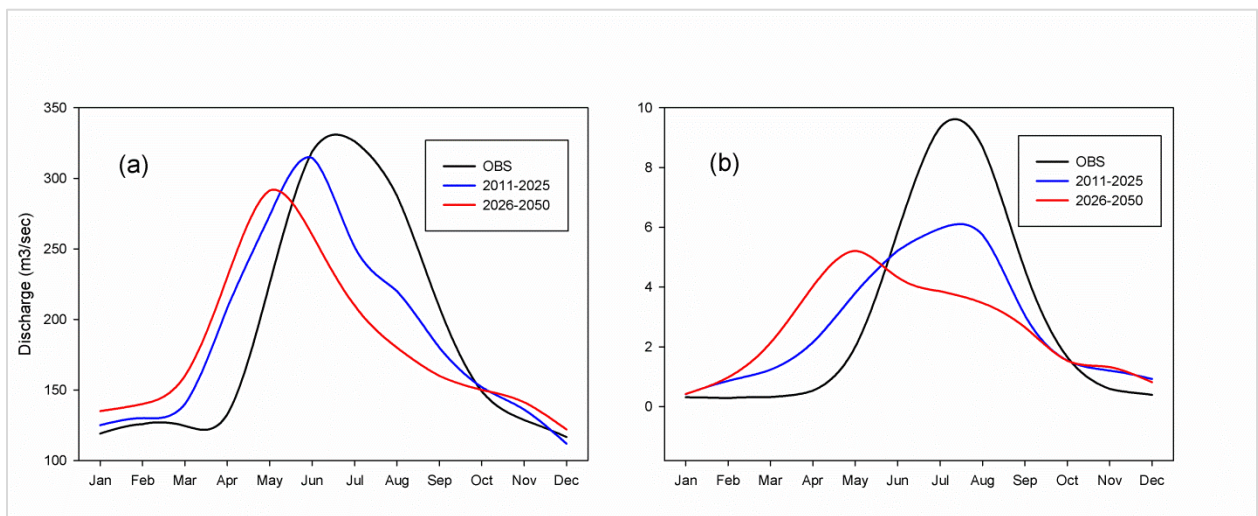 350
300
250
200
150
100
Discharge (m3/sec)
(a)
OBS
2011-2025
2026-2050
Jan Feb Mar Apr May Jun Jul Aug Sep Oct Nov Dec
10
8
6
4
2
0
(b)
OBS
2011-2025
2026-2050
Jan Feb Mar Apr May Jun Jul Aug Sep Oct Nov Dec